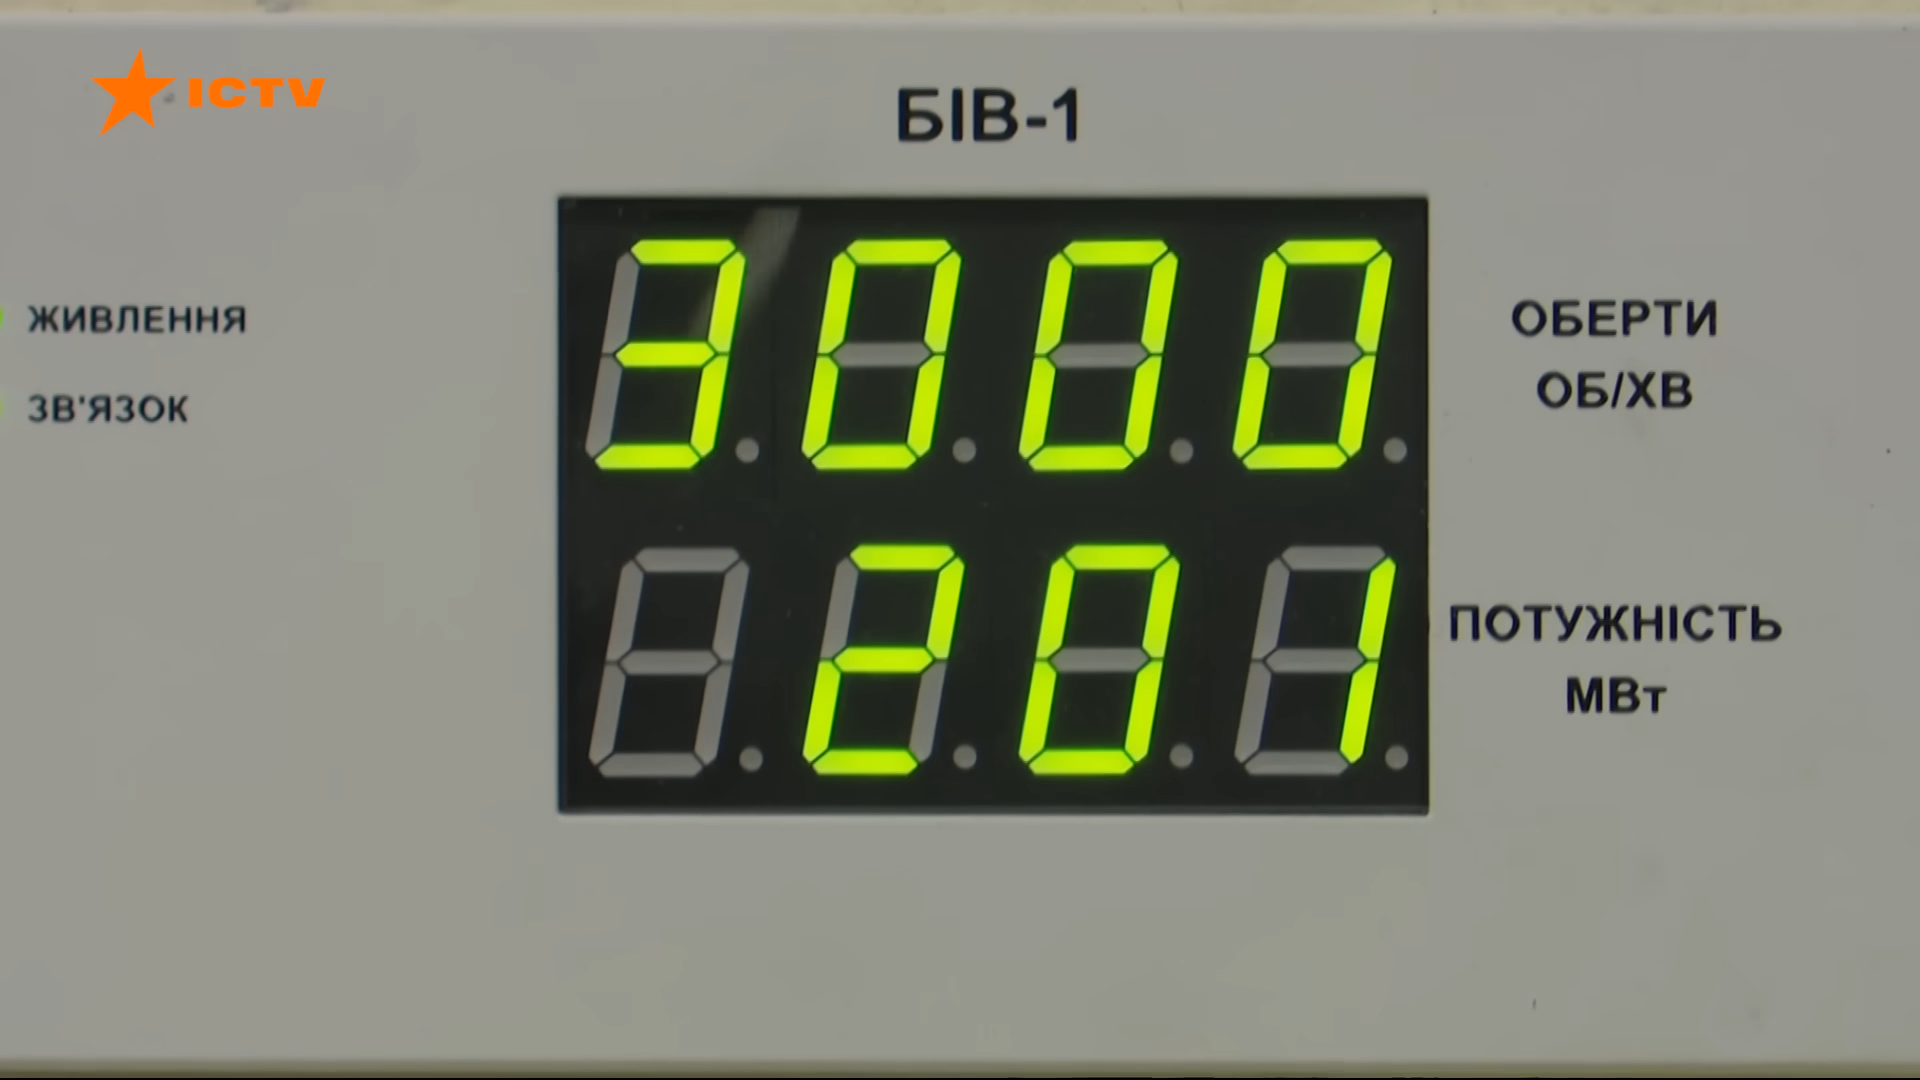 ICTV
БІВ-1
ЖИВЛЕННЯ
ЗВ'ЯЗОК
3000
ОБЕРТИ
ОБ/ХВ
201
ПОТУЖНІСТЬ
МВт